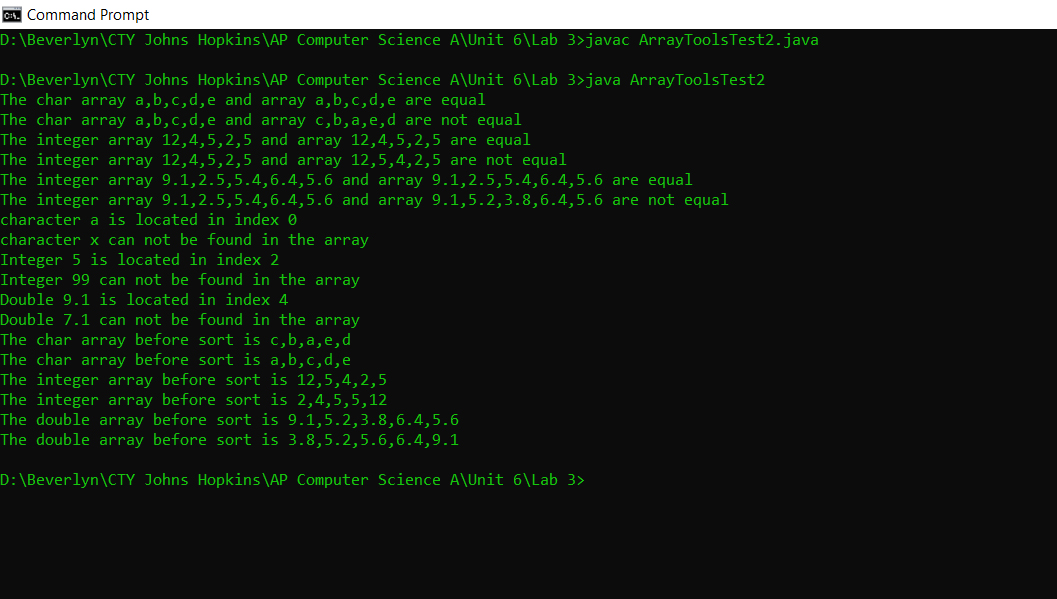 Command Prompt
D:\Beverlyn\CTY Johns Hopkins\AP Computer Science A\Unit 6\Lab 3>javac ArrayToolsTest2.java
D:\Beverlyn\CTY Johns Hopkins\AP Computer Science A\Unit 6\Lab 3>java ArrayToolsTest2
The char array a,b,c,d,e and array a,b,c,d,e are equal
The char array a,b,c,d,e and array c,b,a,e,d are not equal
The integer array 12,4,5,2,5 and array 12,4,5,2,5 are equal
The integer array 12,4,5,2,5 and array 12,5,4,2,5 are not equal
The integer array 9.1,2.5,5.4,6.4,5.6 and array 9.1,2.5,5.4,6.4,5.6 are equal
The integer array 9.1,2.5,5.4,6.4,5.6 and array 9.1,5.2,3.8,6.4,5.6 are not equal
character a is located in index 0
character x can not be found in the array
Integer 5 is located in index 2
Integer 99 can not be found in the array
Double 9.1 is located in index 4
Double 7.1 can not be found in the array
The char array before sort is c,b,a,e,d
The char array before sort is a,b,c,d,e
The integer array before sort is 12,5,4,2,5
The integer array before sort is 2,4,5,5,12
The double array before sort is 9.1,5.2,3.8,6.4,5.6
The double array before sort is 3.8,5.2,5.6,6.4,9.1
D:\Beverlyn\CTY Johns Hopkins\AP Computer Science A\Unit 6\Lab 3>